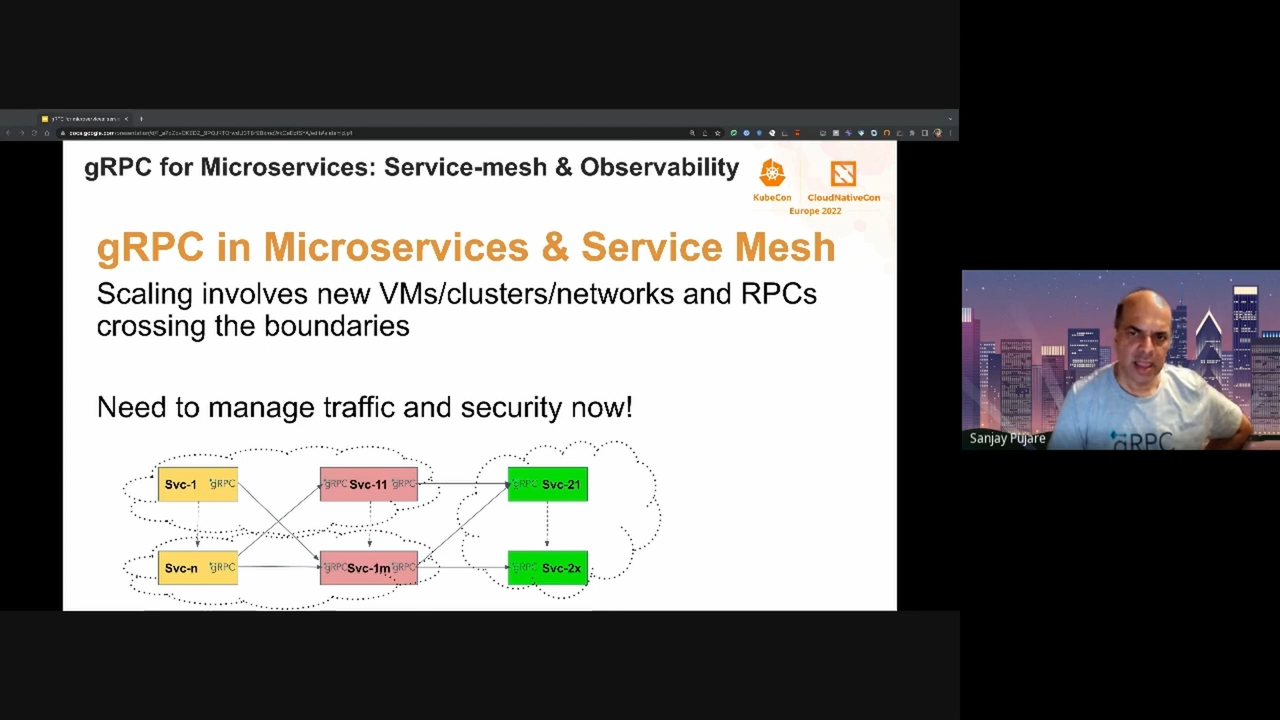 gRPC for Microservices: Service-mesh & Observability
KubeCon
CloudNativeCon
Europe 2022
gRPC in Microservices & Service Mesh
Scaling involves new VMs/clusters/networks and RPCs
crossing the boundaries
Need to manage traffic and security now!
Svc-1 gRPC
gRPC Svc-11 gRPC
gRPC Svc-21
Svc-n gRPC
gRPC Svc-1m gRPC
gRPC Svc-2x
gRPC
Sanjay Pujare